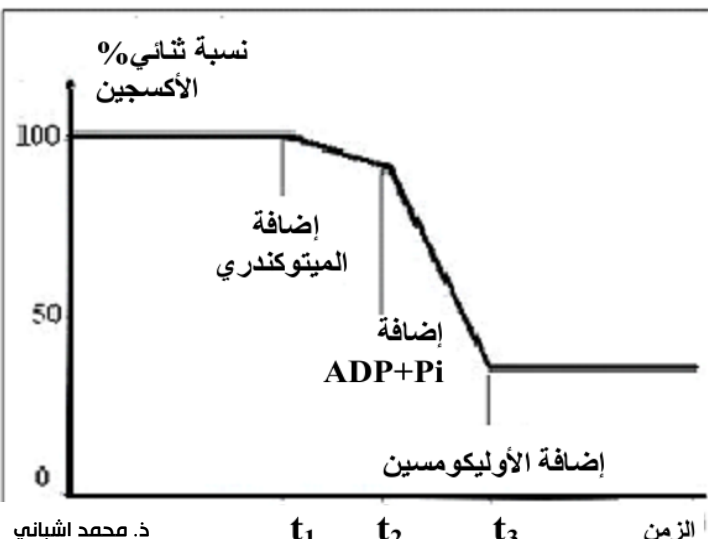 نسبة ثنائي%
الأكسجين
100
إضافة
الميتوكندري
50
إضافة
ADP+Pi
إضافة الأوليكومسين
0
t₁ t₂ t₃ الزمن
ذ. محمد اشباني